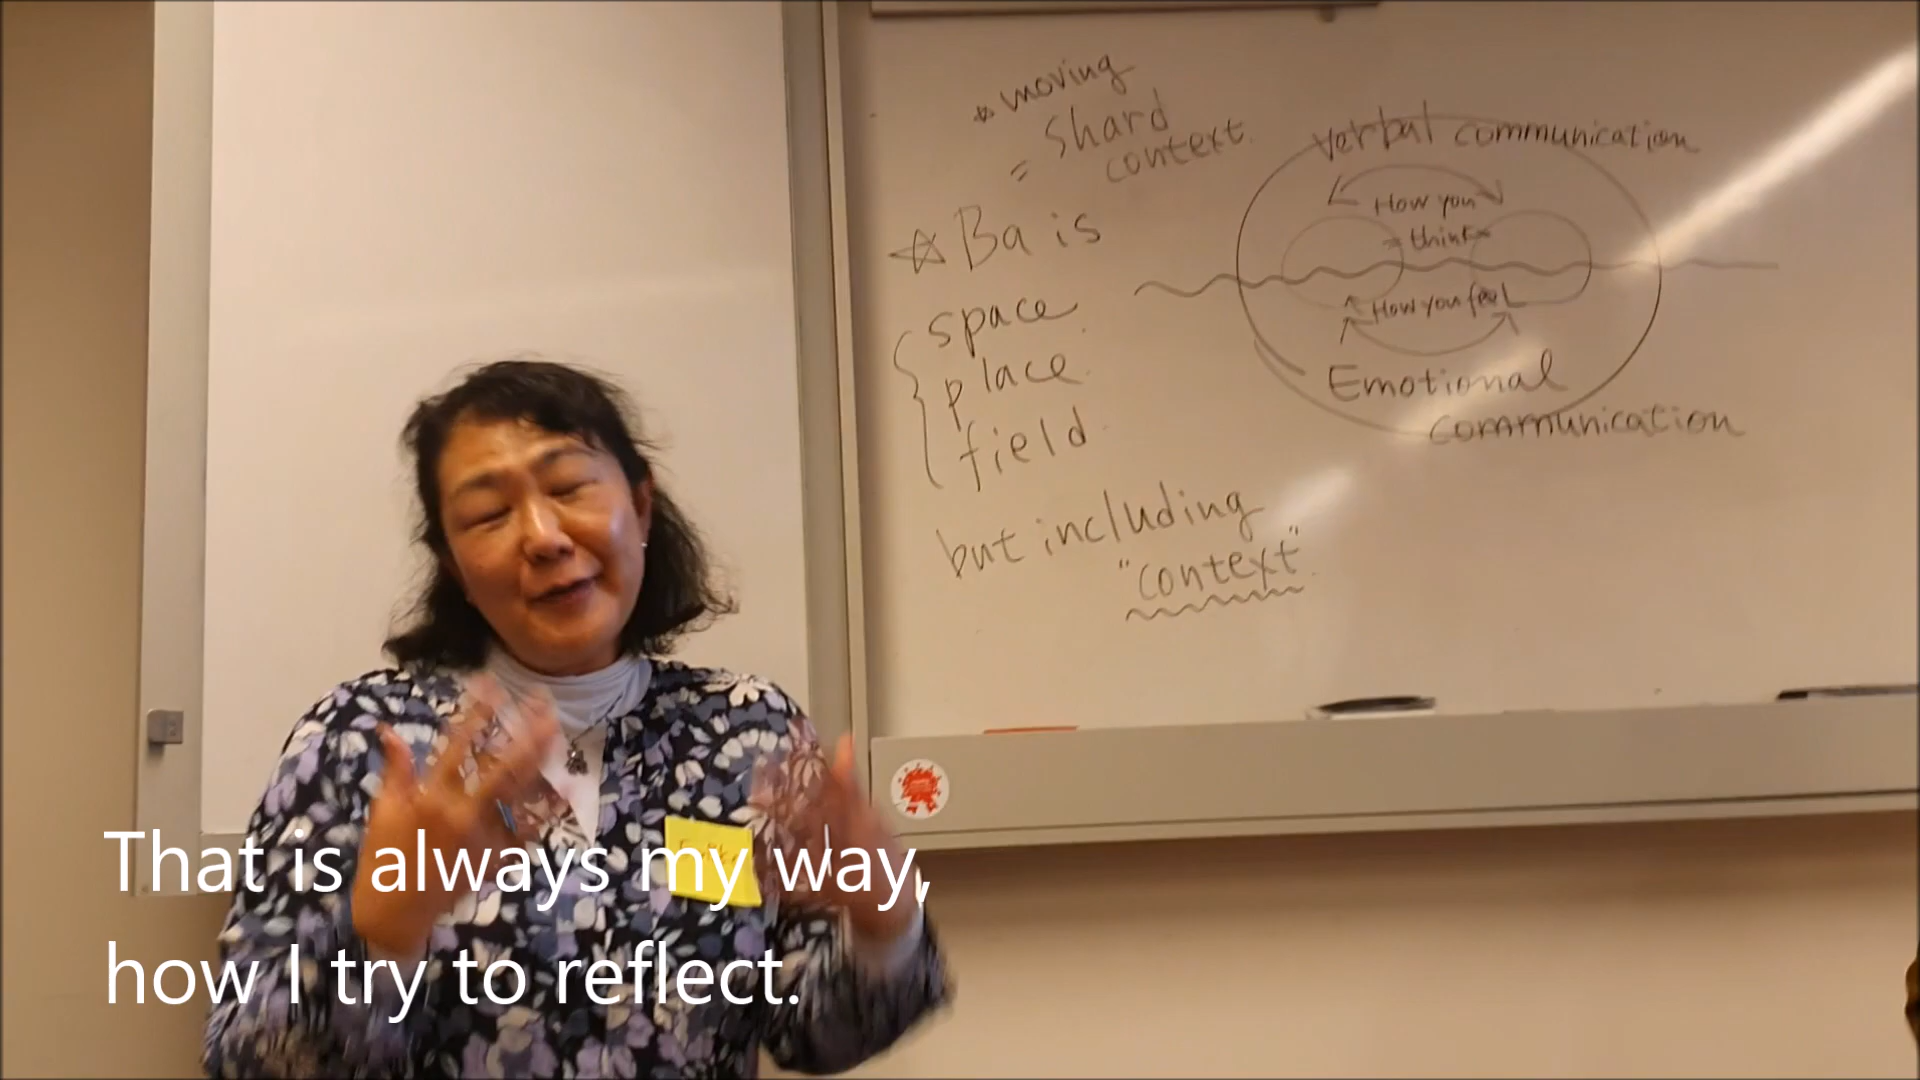 * moving
= shard
context.
☆ Ba is
space
place
field
but including
"context"
verbal communication
How you
think
How you feel
Emotional
communication
That is always my way,
how I try to reflect.